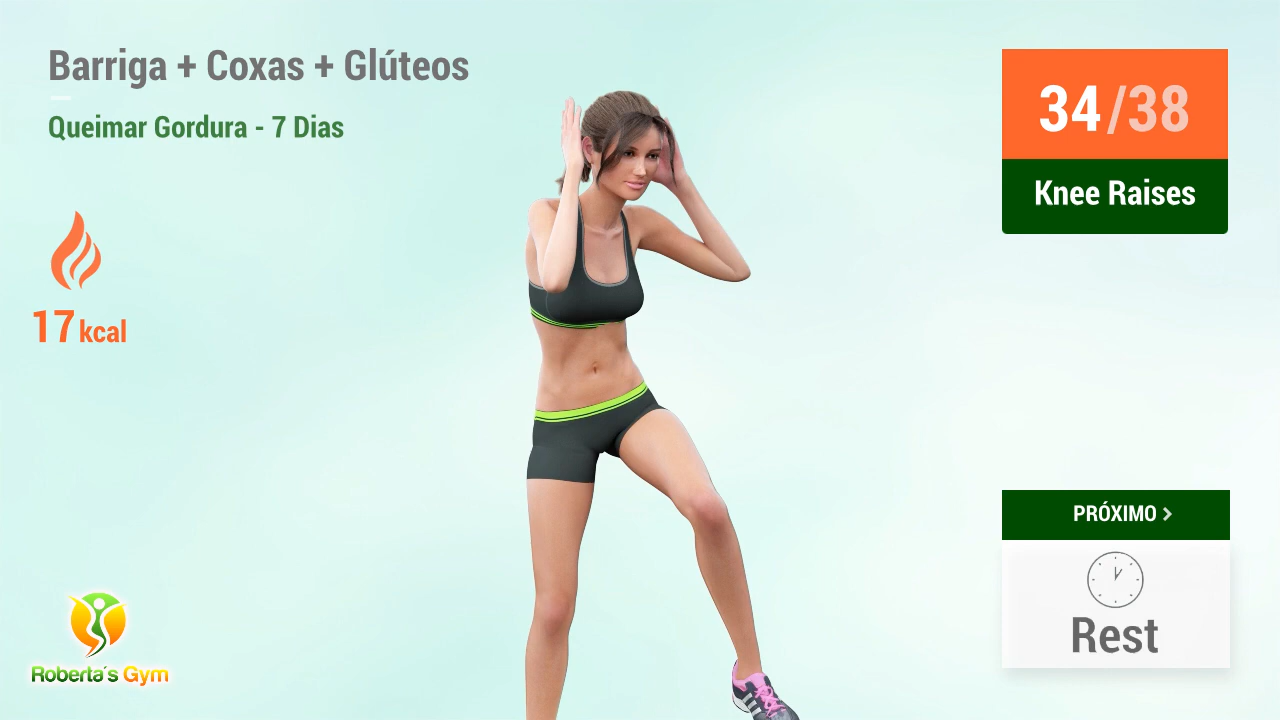 Barriga + Coxas + Glúteos
Queimar Gordura - 7 Dias
34/38
Knee Raises
17 kcal
PRÓXIMO >
Rest
Roberta´s Gym